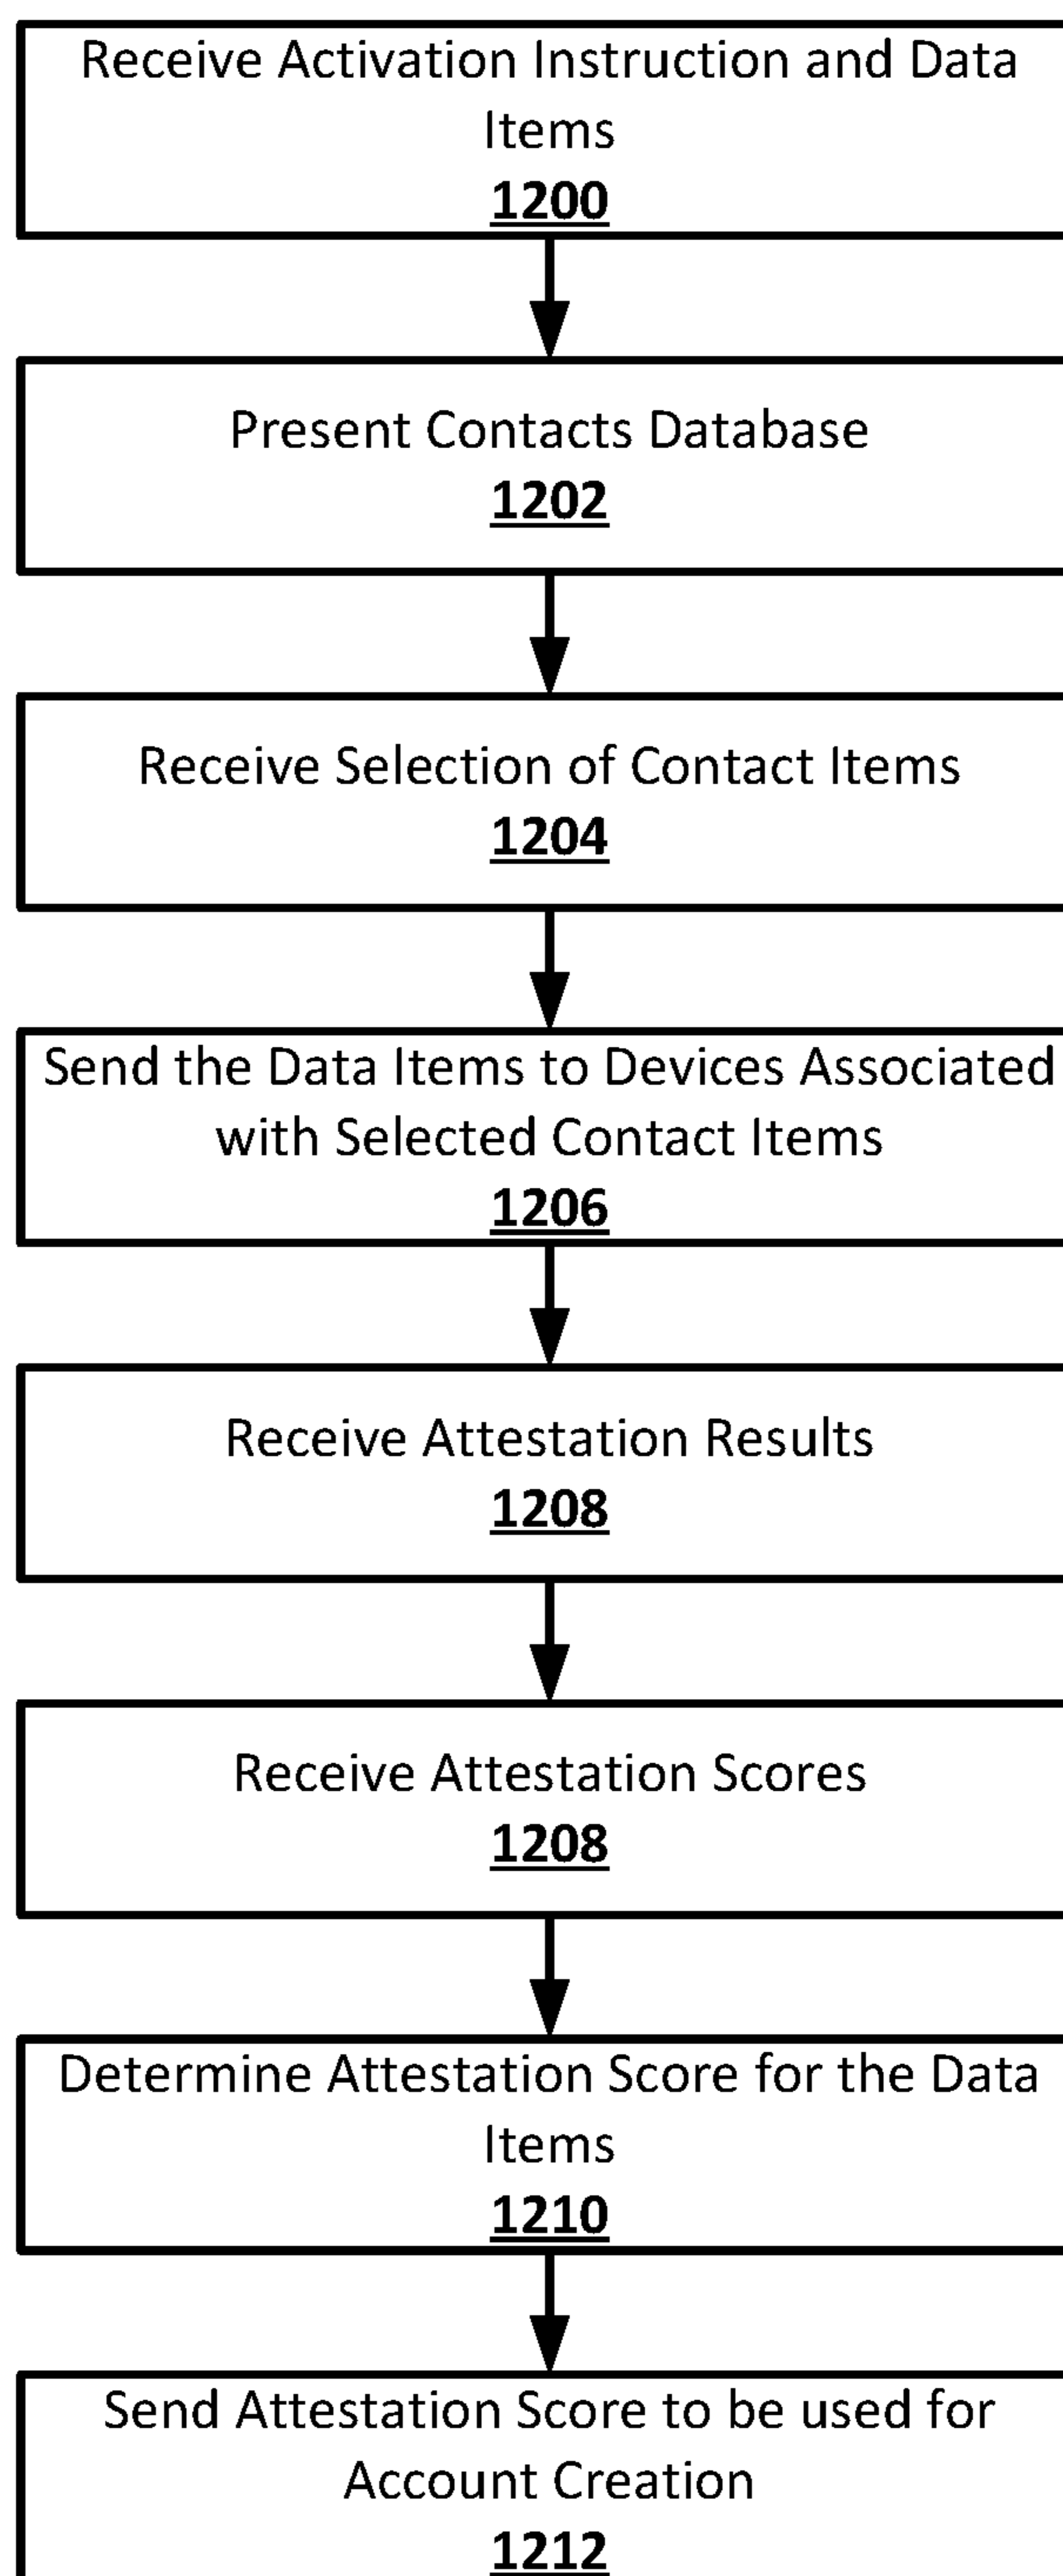 Receive Activation Instruction and Data
Items
1200
Present Contacts Database
1202
Receive Selection of Contact Items
1204
Send the Data Items to Devices Associated
with Selected Contact Items
1206
Receive Attestation Results
1208
Receive Attestation Scores
1208
Determine Attestation Score for the Data
Items
1210
Send Attestation Score to be used for
Account Creation
1212